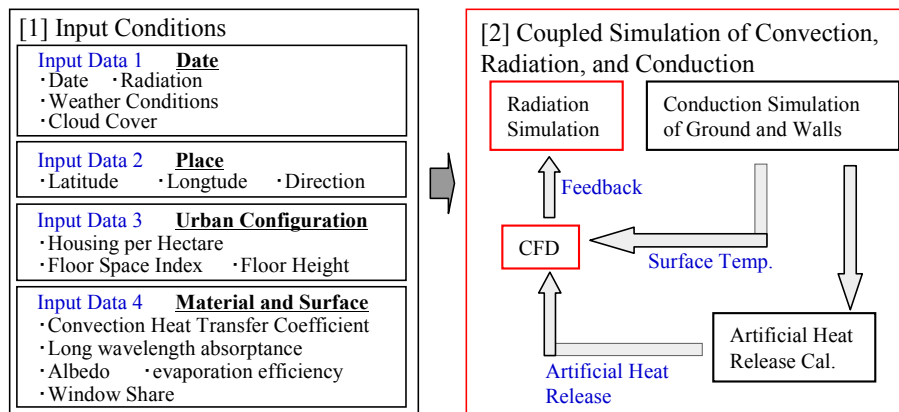 [1] Input Conditions
Input Data 1 Date
・Date ・Radiation
・Weather Conditions
・Cloud Cover
Input Data 2 Place
・Latitude ・Longtude ・Direction
Input Data 3 Urban Configuration
・Housing per Hectare
・Floor Space Index ・Floor Height
Input Data 4 Material and Surface
・Convection Heat Transfer Coefficient
・Long wavelength absorptance
・Albedo ・evaporation efficiency
・Window Share
[2] Coupled Simulation of Convection,
Radiation, and Conduction
Radiation
Simulation
Conduction Simulation
of Ground and Walls
Feedback
CFD
Surface Temp.
Artificial Heat
Release
Artificial Heat
Release Cal.